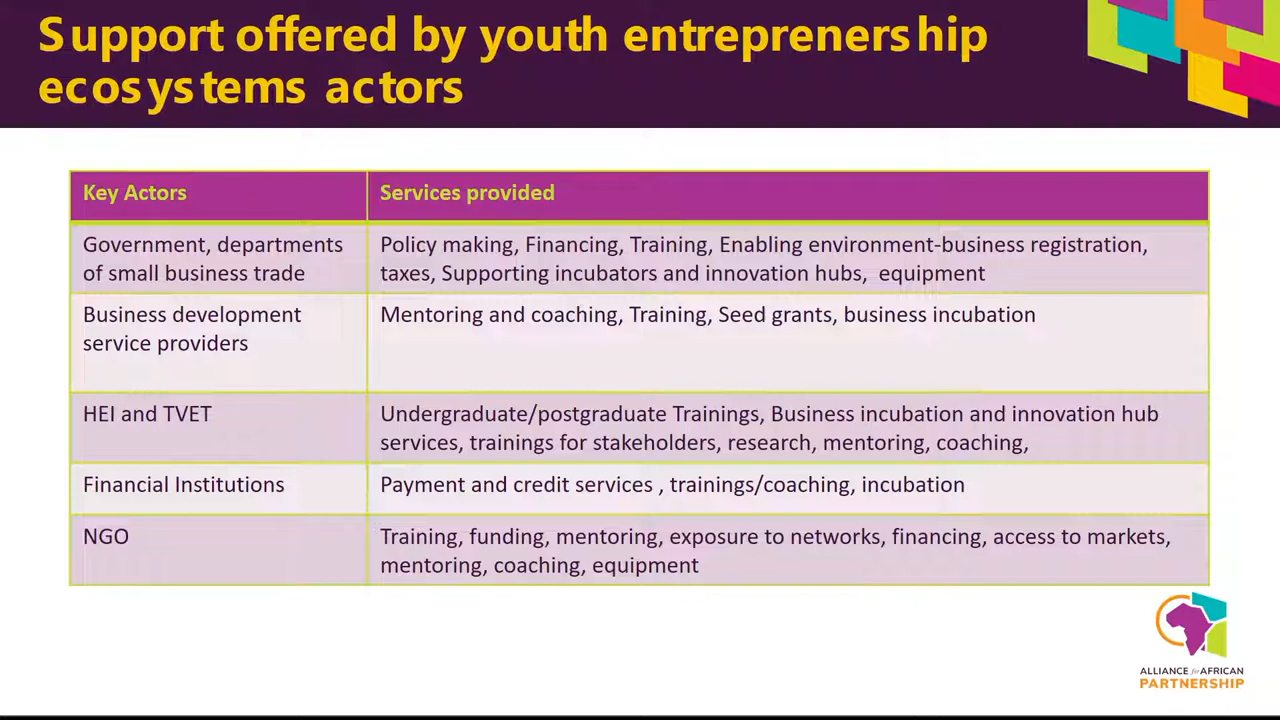 Support offered by youth entreprenership
ecosystems actors
Key Actors
Services provided
Government, departments
of small business trade
Policy making, Financing, Training, Enabling environment-business registration,
taxes, Supporting incubators and innovation hubs, equipment
Business development
service providers
Mentoring and coaching, Training, Seed grants, business incubation
HEI and TVET
Undergraduate/postgraduate Trainings, Business incubation and innovation hub
services, trainings for stakeholders, research, mentoring, coaching,
Financial Institutions
Payment and credit services , trainings/coaching, incubation
NGO
Training, funding, mentoring, exposure to networks, financing, access to markets,
mentoring, coaching, equipment
ALLIANCE for AFRICAN
PARTNERSHIP